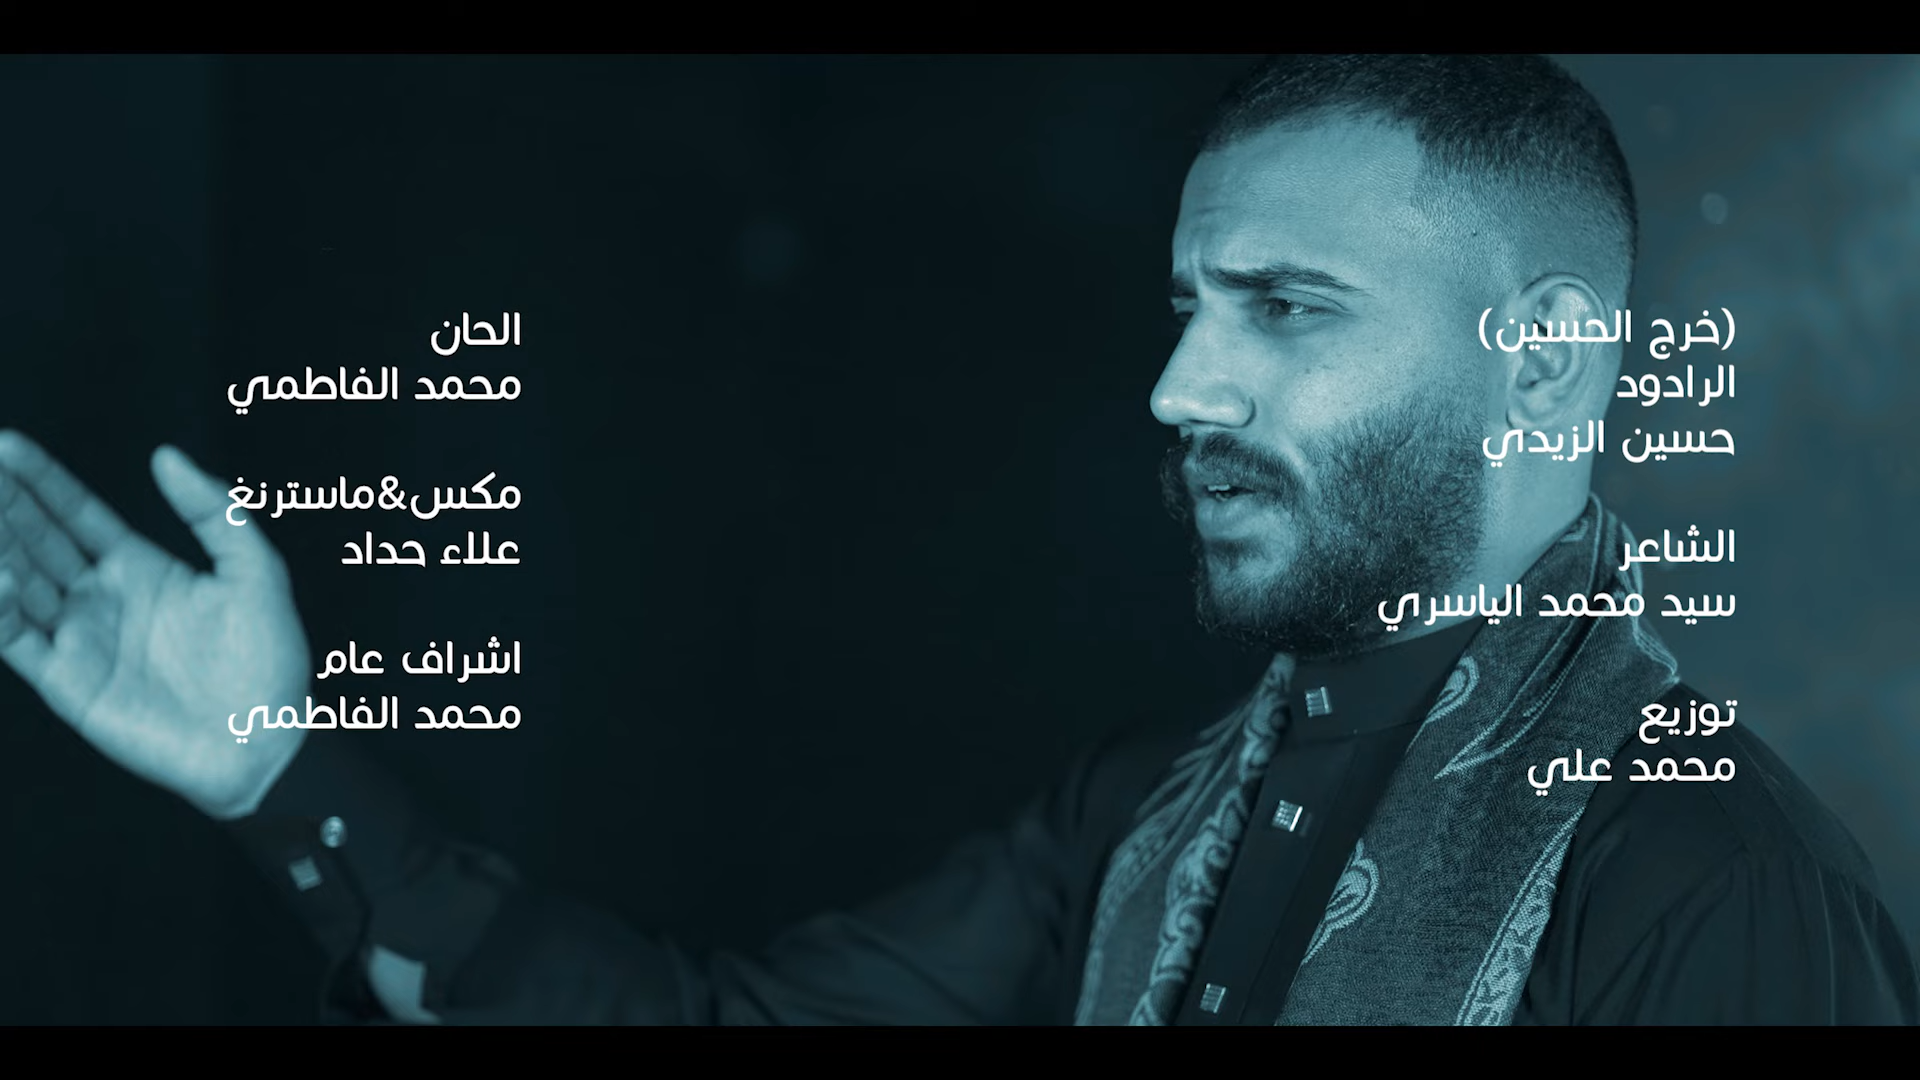 (خرج الحسين)
الرادود
حسين الزيدي
الشاعر
سيد محمد الياسري
توزيع
محمد علي
الحان
محمد الفاطمي
مكس&ماسترنغ
علاء حداد
اشراف عام
محمد الفاطمي